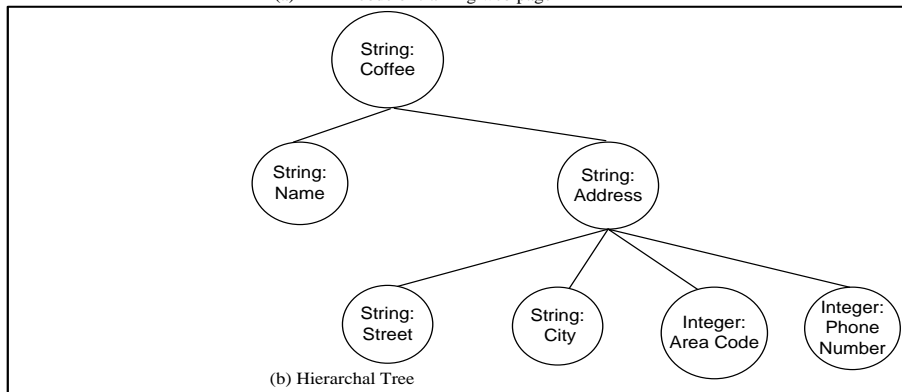 String:
Coffee
String:
Name
String:
Address
String:
Street
String:
City
Integer:
Area Code
Integer:
Phone
Number
(b) Hierarchal Tree